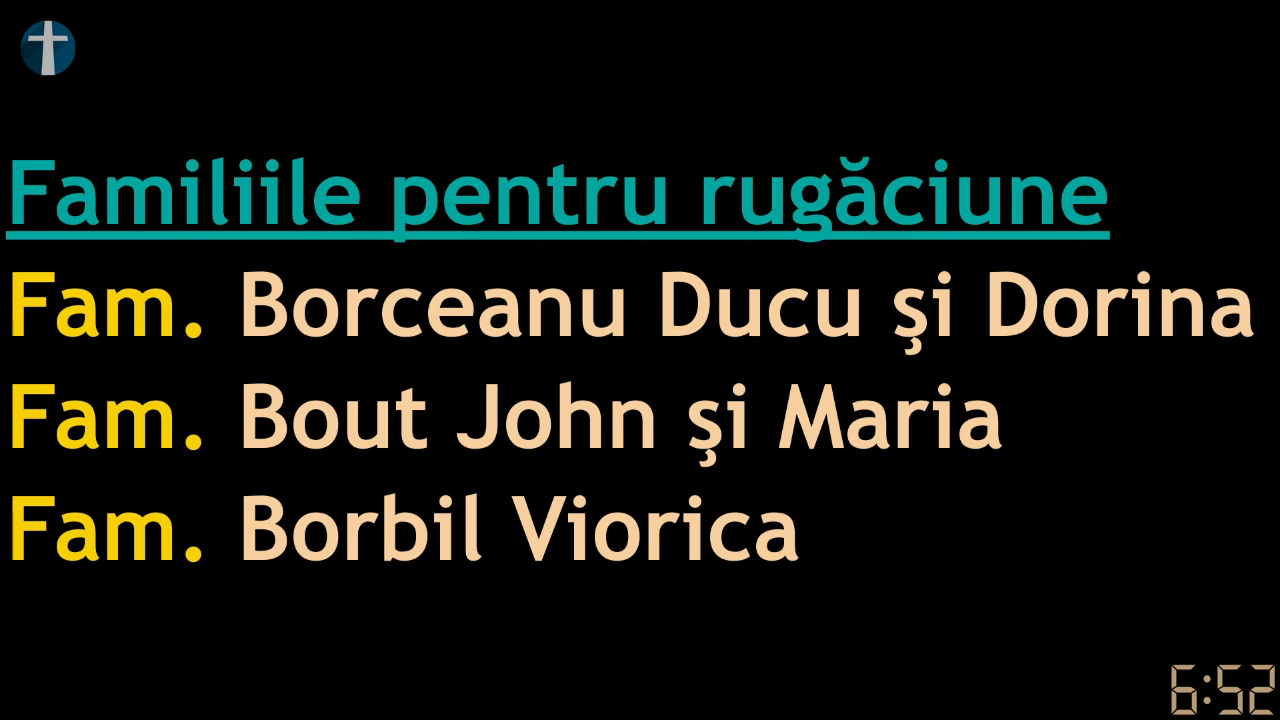 Familiile pentru rugăciune
Fam. Borceanu Ducu şi Dorina
Fam. Bout John şi Maria
Fam. Borbil Viorica
6:52